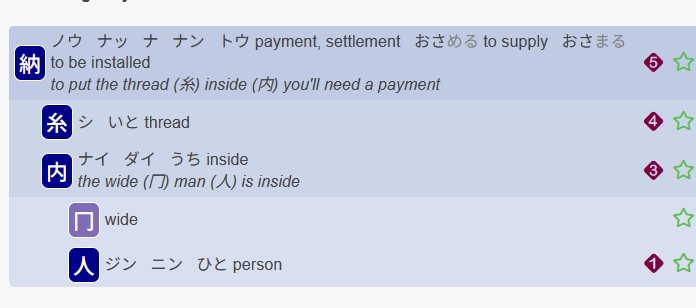 納 ノウ ナッ ナ ナン トウ payment, settlement おさめる to supply おさまる
to be installed
to put the thread (糸) inside (内) you'll need a payment
5
糸 シ いと thread 4
内 ナイ ダイ うち inside
the wide (冂) man (人) is inside
3
冂 wide
人 ジン ニン ひと person 1